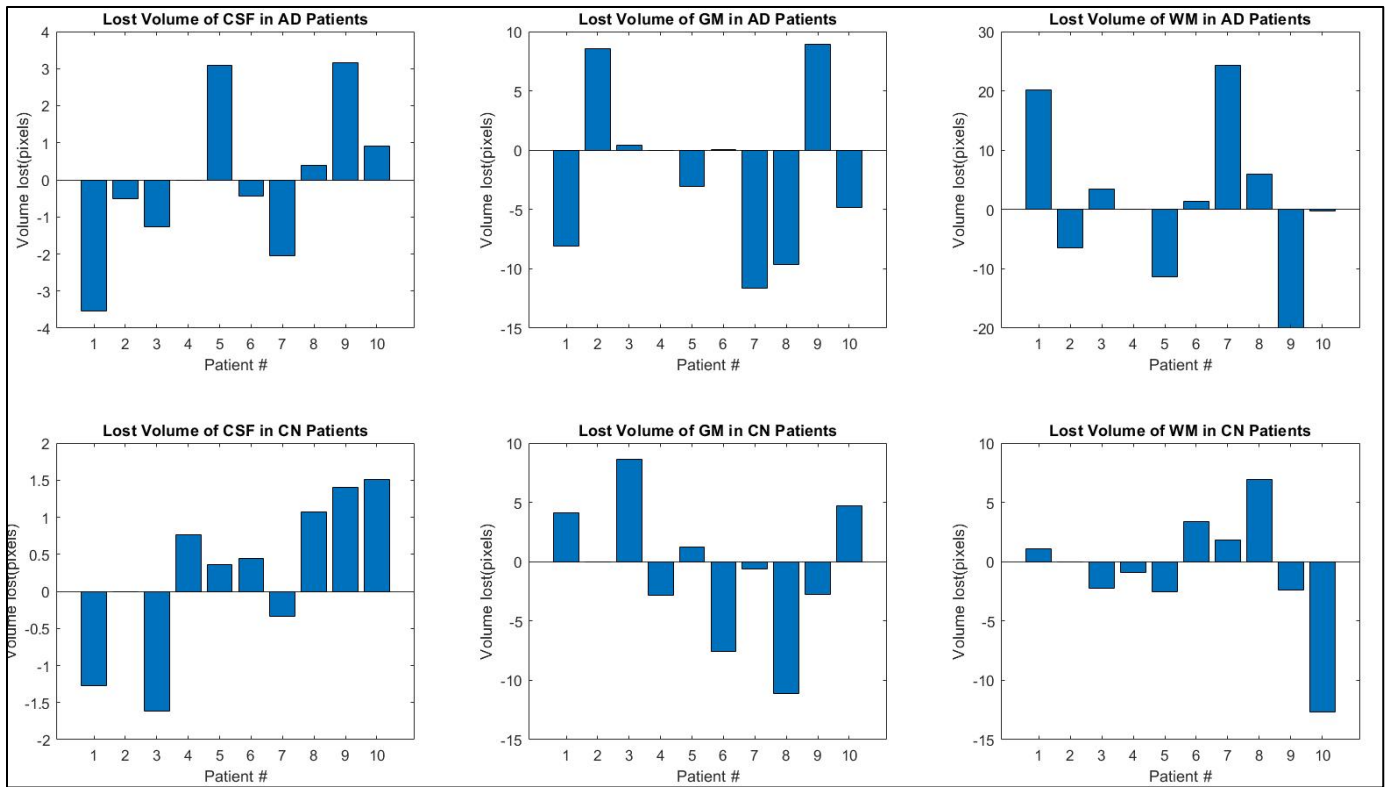 Lost Volume of CSF in AD Patients
Volume lost(pixels)
4
3
2
1
0
-1
-2
-3
-4
1 2 3 4 5 6 7 8 9 10
Patient #
Lost Volume of GM in AD Patients
Volume lost(pixels)
10
5
0
-5
-10
-15
1 2 3 4 5 6 7 8 9 10
Patient #
Lost Volume of WM in AD Patients
Volume lost(pixels)
30
20
10
0
-10
-20
1 2 3 4 5 6 7 8 9 10
Patient #
Lost Volume of CSF in CN Patients
Volume lost(pixels)
2
1.5
1
0.5
0
-0.5
-1
-1.5
-2
1 2 3 4 5 6 7 8 9 10
Patient #
Lost Volume of GM in CN Patients
Volume lost(pixels)
10
5
0
-5
-10
-15
1 2 3 4 5 6 7 8 9 10
Patient #
Lost Volume of WM in CN Patients
Volume lost(pixels)
10
5
0
-5
-10
-15
1 2 3 4 5 6 7 8 9 10
Patient #